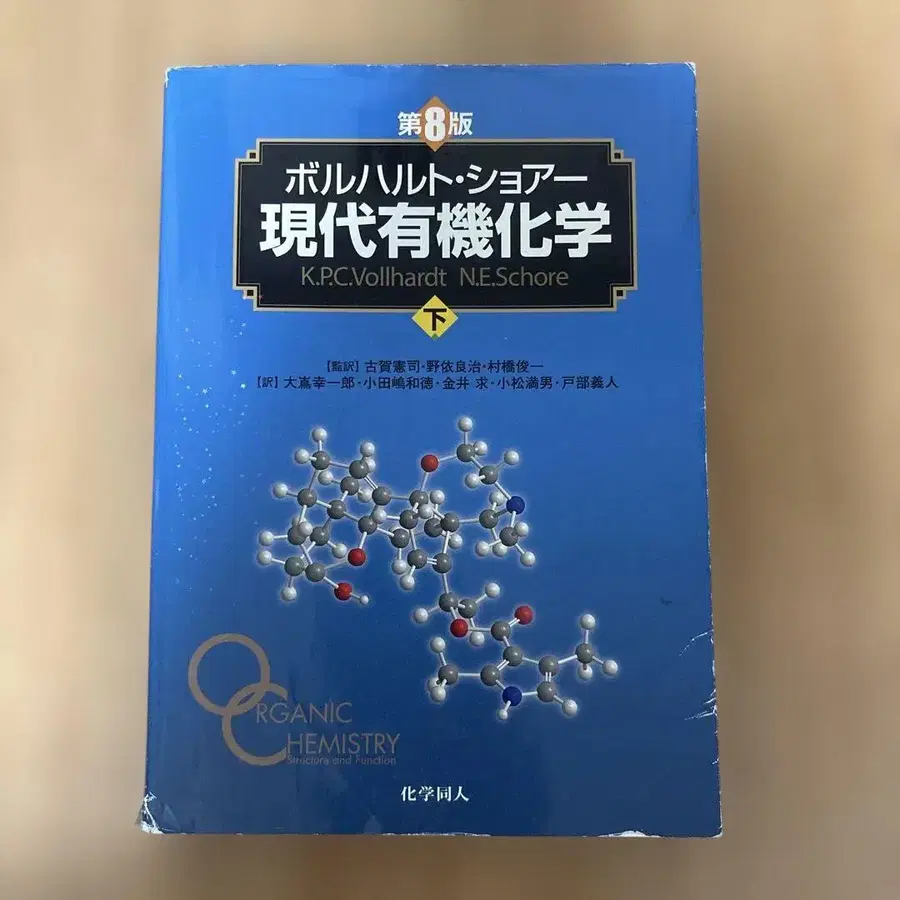 第8版
ボルハルト・ショアー
現代有機化学
K.P.C.Vollhardt N.E.Schore
下
【監訳】古賀憲司・野依良治・村橋俊一
【訳】大嶌幸一郎・小田嶋和徳・金井 求・小松満男・戸部義人
ORGANIC
CHEMISTRY
Structure and Function
化学同人